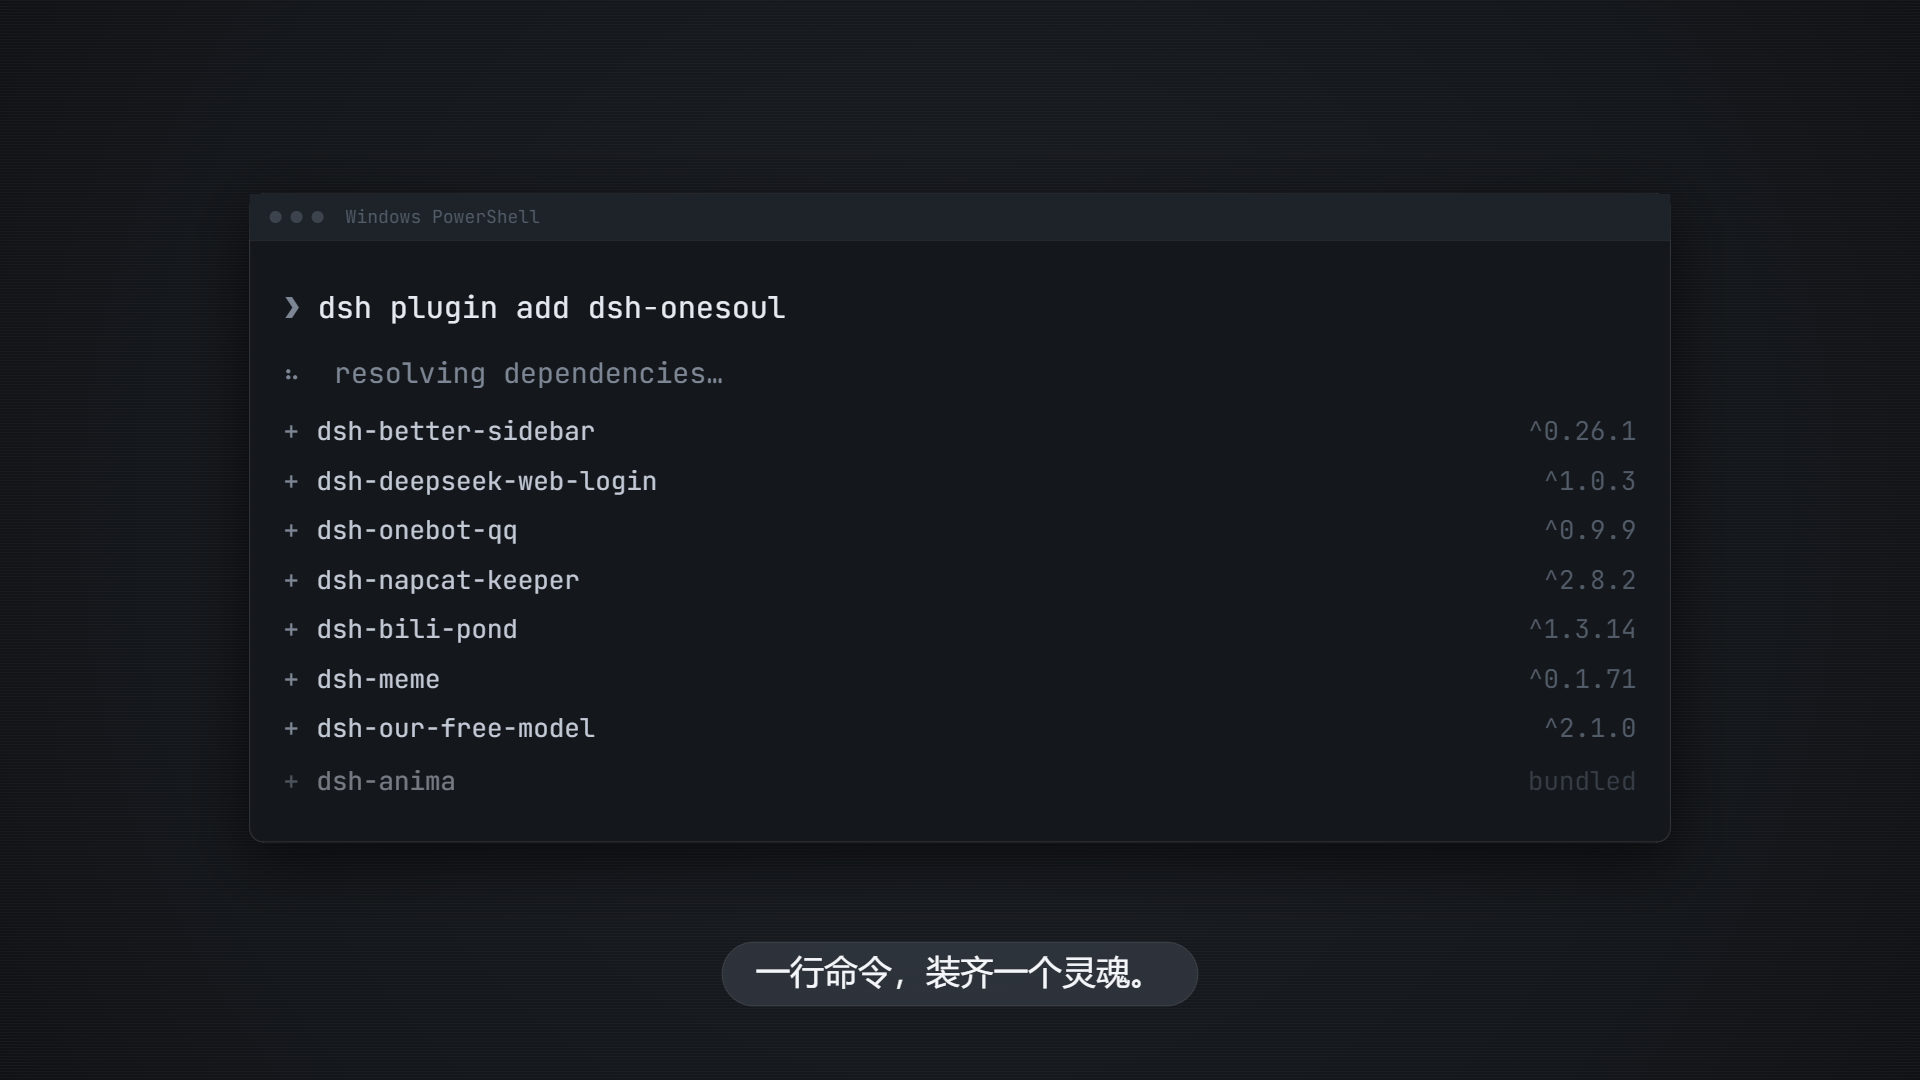 Windows PowerShell
❯ dsh plugin add dsh-onesoul
resolving dependencies…
+ dsh-better-sidebar ^0.26.1
+ dsh-deepseek-web-login ^1.0.3
+ dsh-onebot-qq ^0.9.9
+ dsh-napcat-keeper ^2.8.2
+ dsh-bili-pond ^1.3.14
+ dsh-meme ^0.1.71
+ dsh-our-free-model ^2.1.0
+ dsh-anima bundled
一行命令，装齐一个灵魂。